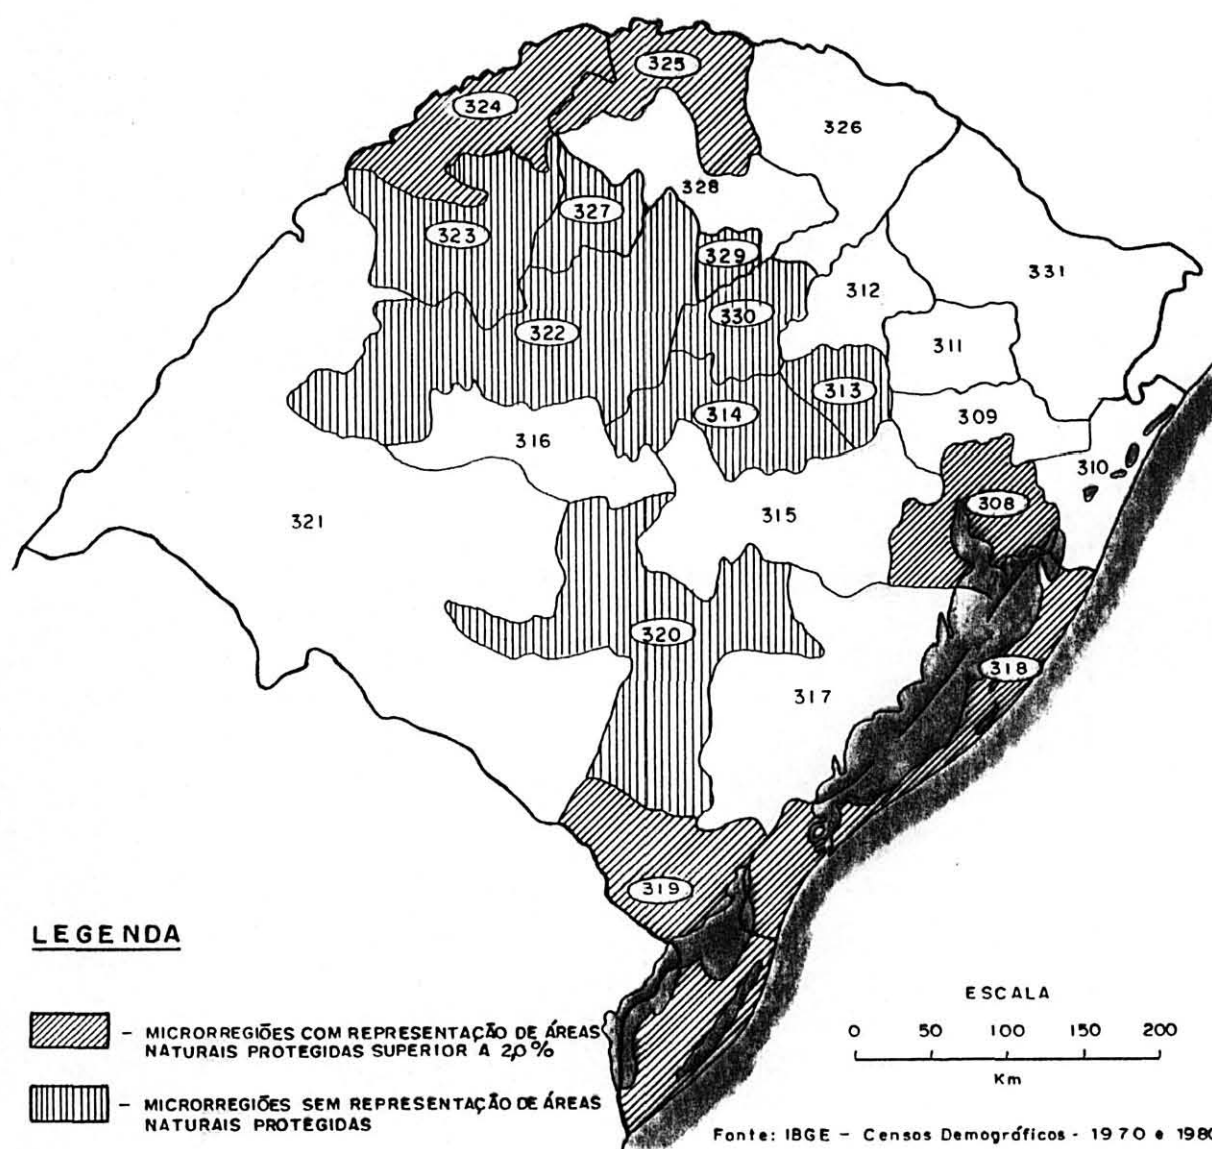 325
324
326
328
327
323
329
331
312
330
322
311
313
314
309
316
310
308
315
321
320
318
317
319
LEGENDA
ESCALA
0 50 100 150 200
Km
- MICRORREGIÕES COM REPRESENTAÇÃO DE ÁREAS
NATURAIS PROTEGIDAS SUPERIOR A 2,0%
- MICRORREGIÕES SEM REPRESENTAÇÃO DE ÁREAS
NATURAIS PROTEGIDAS
Fonte: IBGE - Censos Demográficos - 1970 e 1980